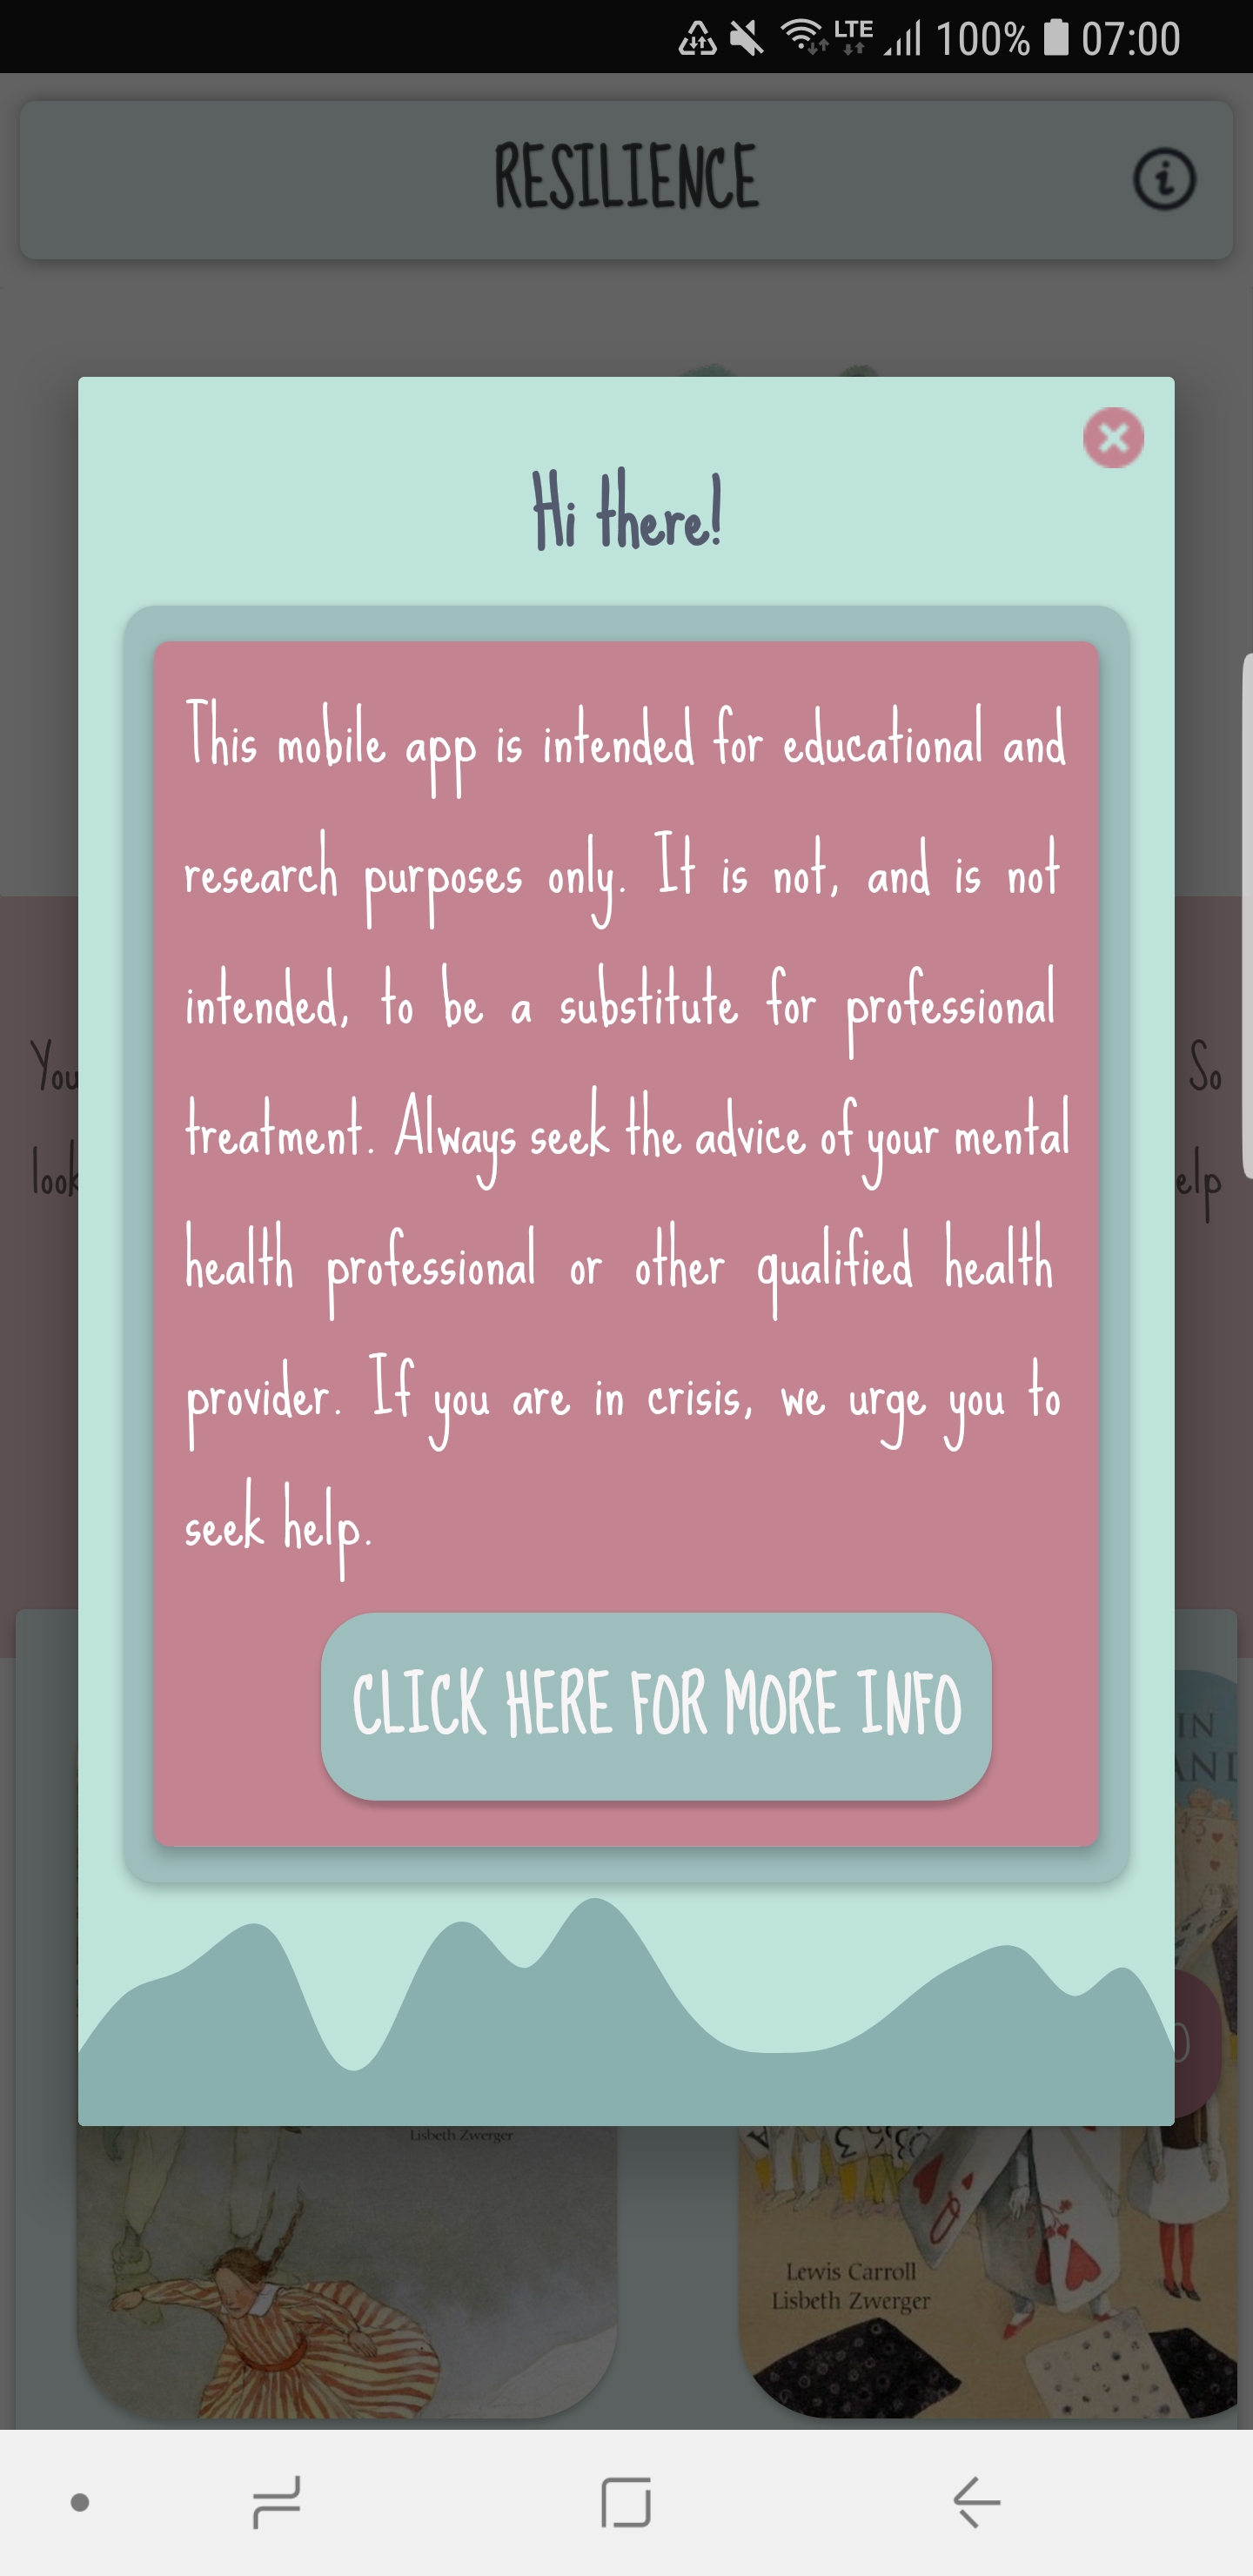 LTE 100% 07:00
RESILIENCE
Hi there!
This mobile app is intended for educational and
research purposes only. It is not, and is not
intended, to be a substitute for professional
treatment. Always seek the advice of your mental
health professional or other qualified health
provider. If you are in crisis, we urge you to
seek help.
CLICK HERE FOR MORE INFO
You
So
look
elp
IN
AND
Lisbeth Zwerger
Lewis Carroll
Lisbeth Zwerger